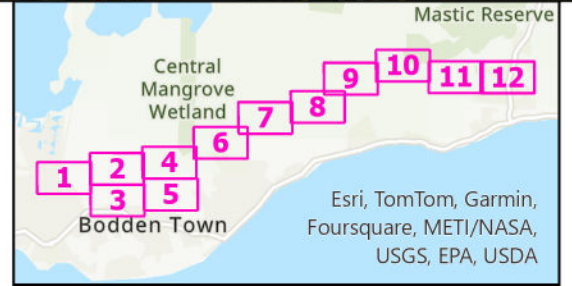 Mastic Reserve
Central
Mangrove
Wetland
10
9
11 12
8
7
6
4
2
1
5
3
Bodden Town
Esri, TomTom, Garmin,
Foursquare, METI/NASA,
USGS, EPA, USDA